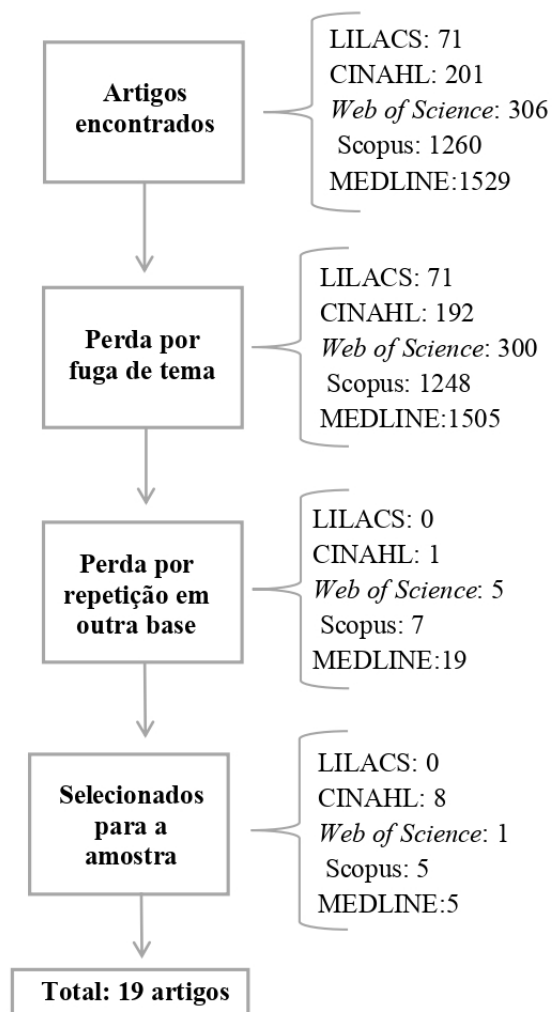 Artigos
encontrados
LILACS: 71
CINAHL: 201
Web of Science: 306
Scopus: 1260
MEDLINE:1529
Perda por
fuga de tema
LILACS: 71
CINAHL: 192
Web of Science: 300
Scopus: 1248
MEDLINE:1505
Perda por
repetição em
outra base
LILACS: 0
CINAHL: 1
Web of Science: 5
Scopus: 7
MEDLINE:19
Selecionados
para a
amostra
LILACS: 0
CINAHL: 8
Web of Science: 1
Scopus: 5
MEDLINE:5
Total: 19 artigos